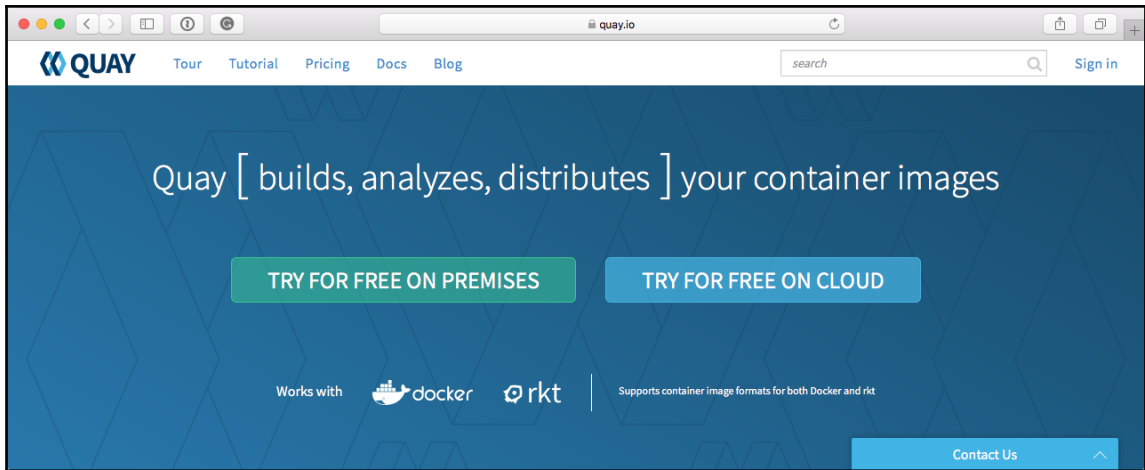 quay.io
QUAY Tour Tutorial Pricing Docs Blog search Sign in
Quay [ builds, analyzes, distributes ] your container images
TRY FOR FREE ON PREMISES TRY FOR FREE ON CLOUD
Works with docker rkt Supports container image formats for both Docker and rkt
Contact Us